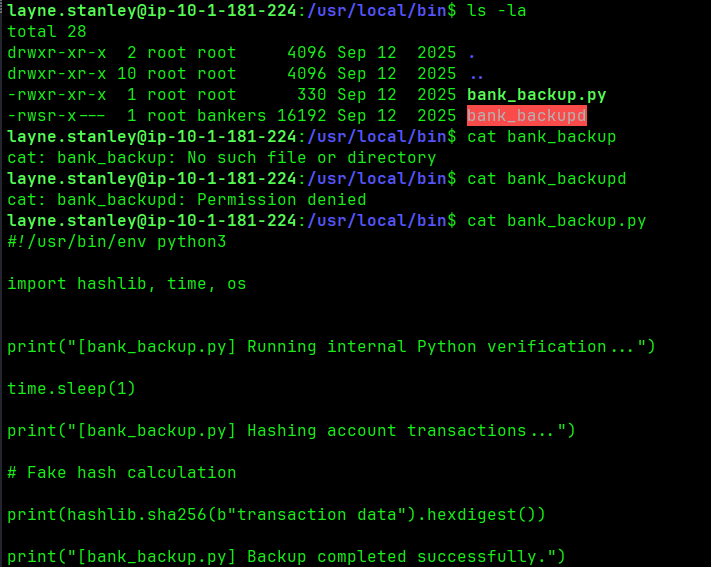 layne.stanley@ip-10-1-181-224:/usr/local/bin$ ls -la
total 28
drwxr-xr-x  2 root root     4096 Sep 12  2025 .
drwxr-xr-x 10 root root     4096 Sep 12  2025 ..
-rwxr-xr-x  1 root root      330 Sep 12  2025 bank_backup.py
-rwsr-x---  1 root bankers 16192 Sep 12  2025 bank_backupd
layne.stanley@ip-10-1-181-224:/usr/local/bin$ cat bank_backup
cat: bank_backup: No such file or directory
layne.stanley@ip-10-1-181-224:/usr/local/bin$ cat bank_backupd
cat: bank_backupd: Permission denied
layne.stanley@ip-10-1-181-224:/usr/local/bin$ cat bank_backup.py
#!/usr/bin/env python3
import hashlib, time, os
print("[bank_backup.py] Running internal Python verification...")
time.sleep(1)
print("[bank_backup.py] Hashing account transactions...")
# Fake hash calculation
print(hashlib.sha256(b"transaction data").hexdigest())
print("[bank_backup.py] Backup completed successfully.")